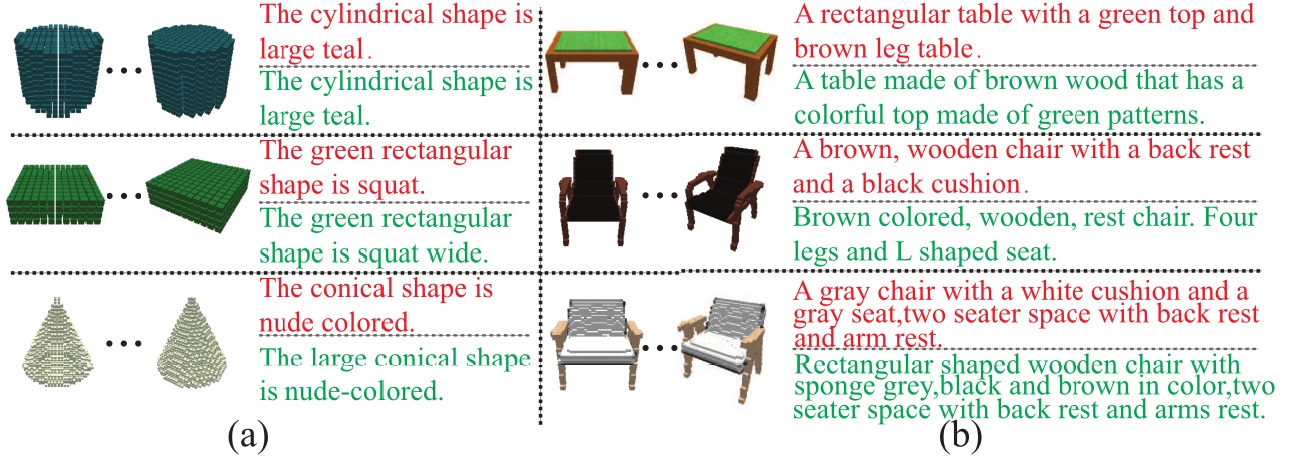 The cylindrical shape is
large teal.
The cylindrical shape is
large teal.
The green rectangular
shape is squat.
The green rectangular
shape is squat wide.
The conical shape is
nude colored.
The large conical shape
is nude-colored.
(a)
A rectangular table with a green top and
brown leg table.
A table made of brown wood that has a
colorful top made of green patterns.
A brown, wooden chair with a back rest
and a black cushion.
Brown colored, wooden, rest chair. Four
legs and L shaped seat.
A gray chair with a white cushion and a
gray seat,two seater space with back rest
and arm rest.
Rectangular shaped wooden chair with
sponge grey,black and brown in color,two
seater space with back rest and arms rest.
(b)